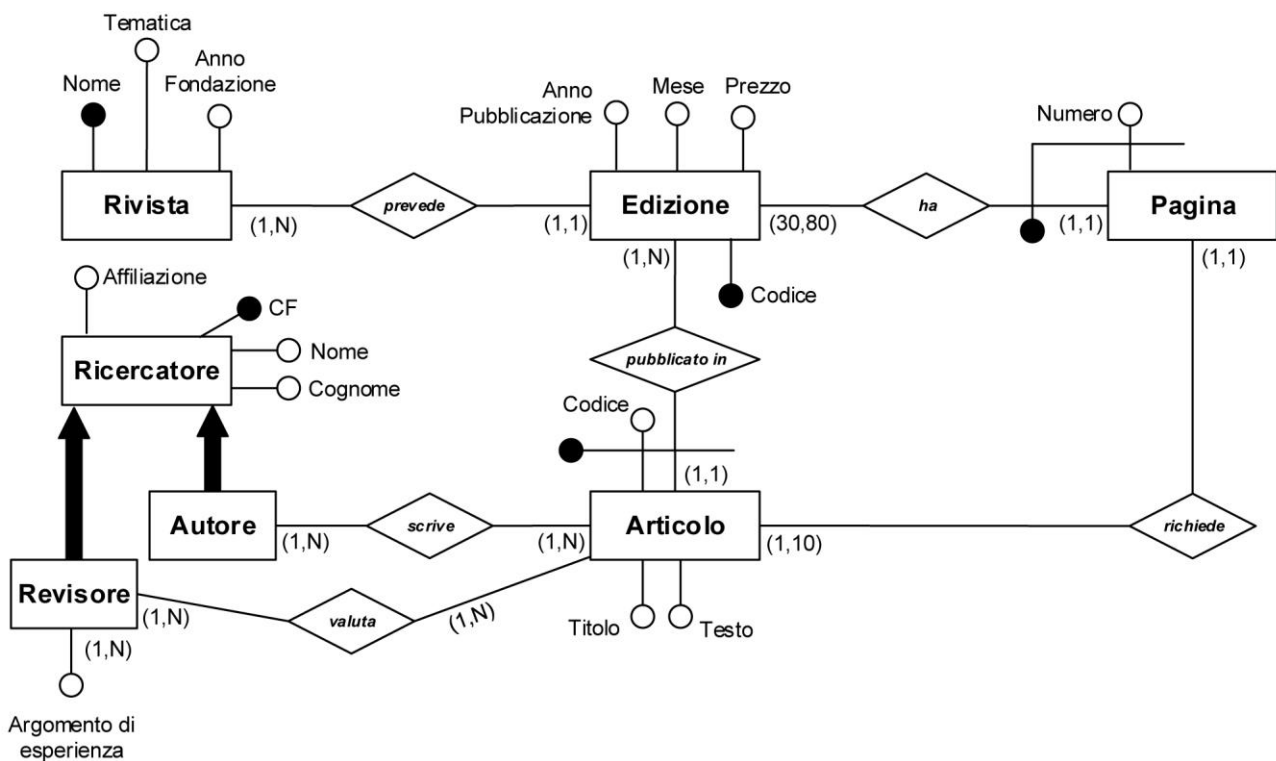 Tematica
Nome
Anno
Fondazione
Rivista
(1,N)
prevede
(1,1)
Anno
Pubblicazione
Mese
Prezzo
Edizione
(30,80)
(1,N)
Codice
ha
Numero
(1,1)
Pagina
(1,1)
Affiliazione
CF
Ricercatore
Nome
Cognome
pubblicato in
Codice
(1,1)
Autore
(1,N)
scrive
(1,N)
Articolo
(1,10)
richiede
Revisore
(1,N)
valuta
(1,N)
Titolo
Testo
(1,N)
Argomento di
esperienza